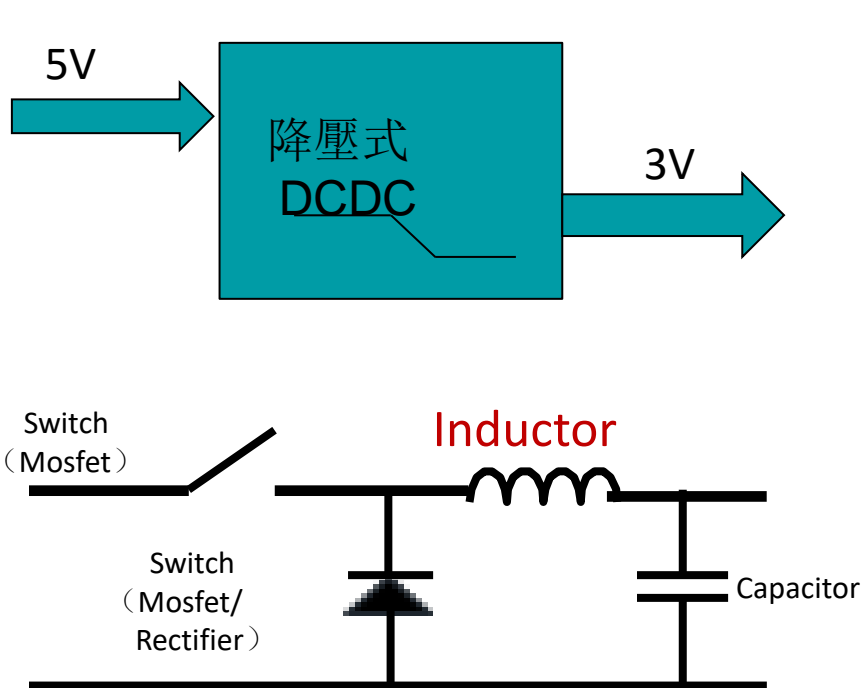 5V
降壓式
DCDC
3V
Switch
（Mosfet）
Inductor
Switch
（Mosfet/
Rectifier）
Capacitor